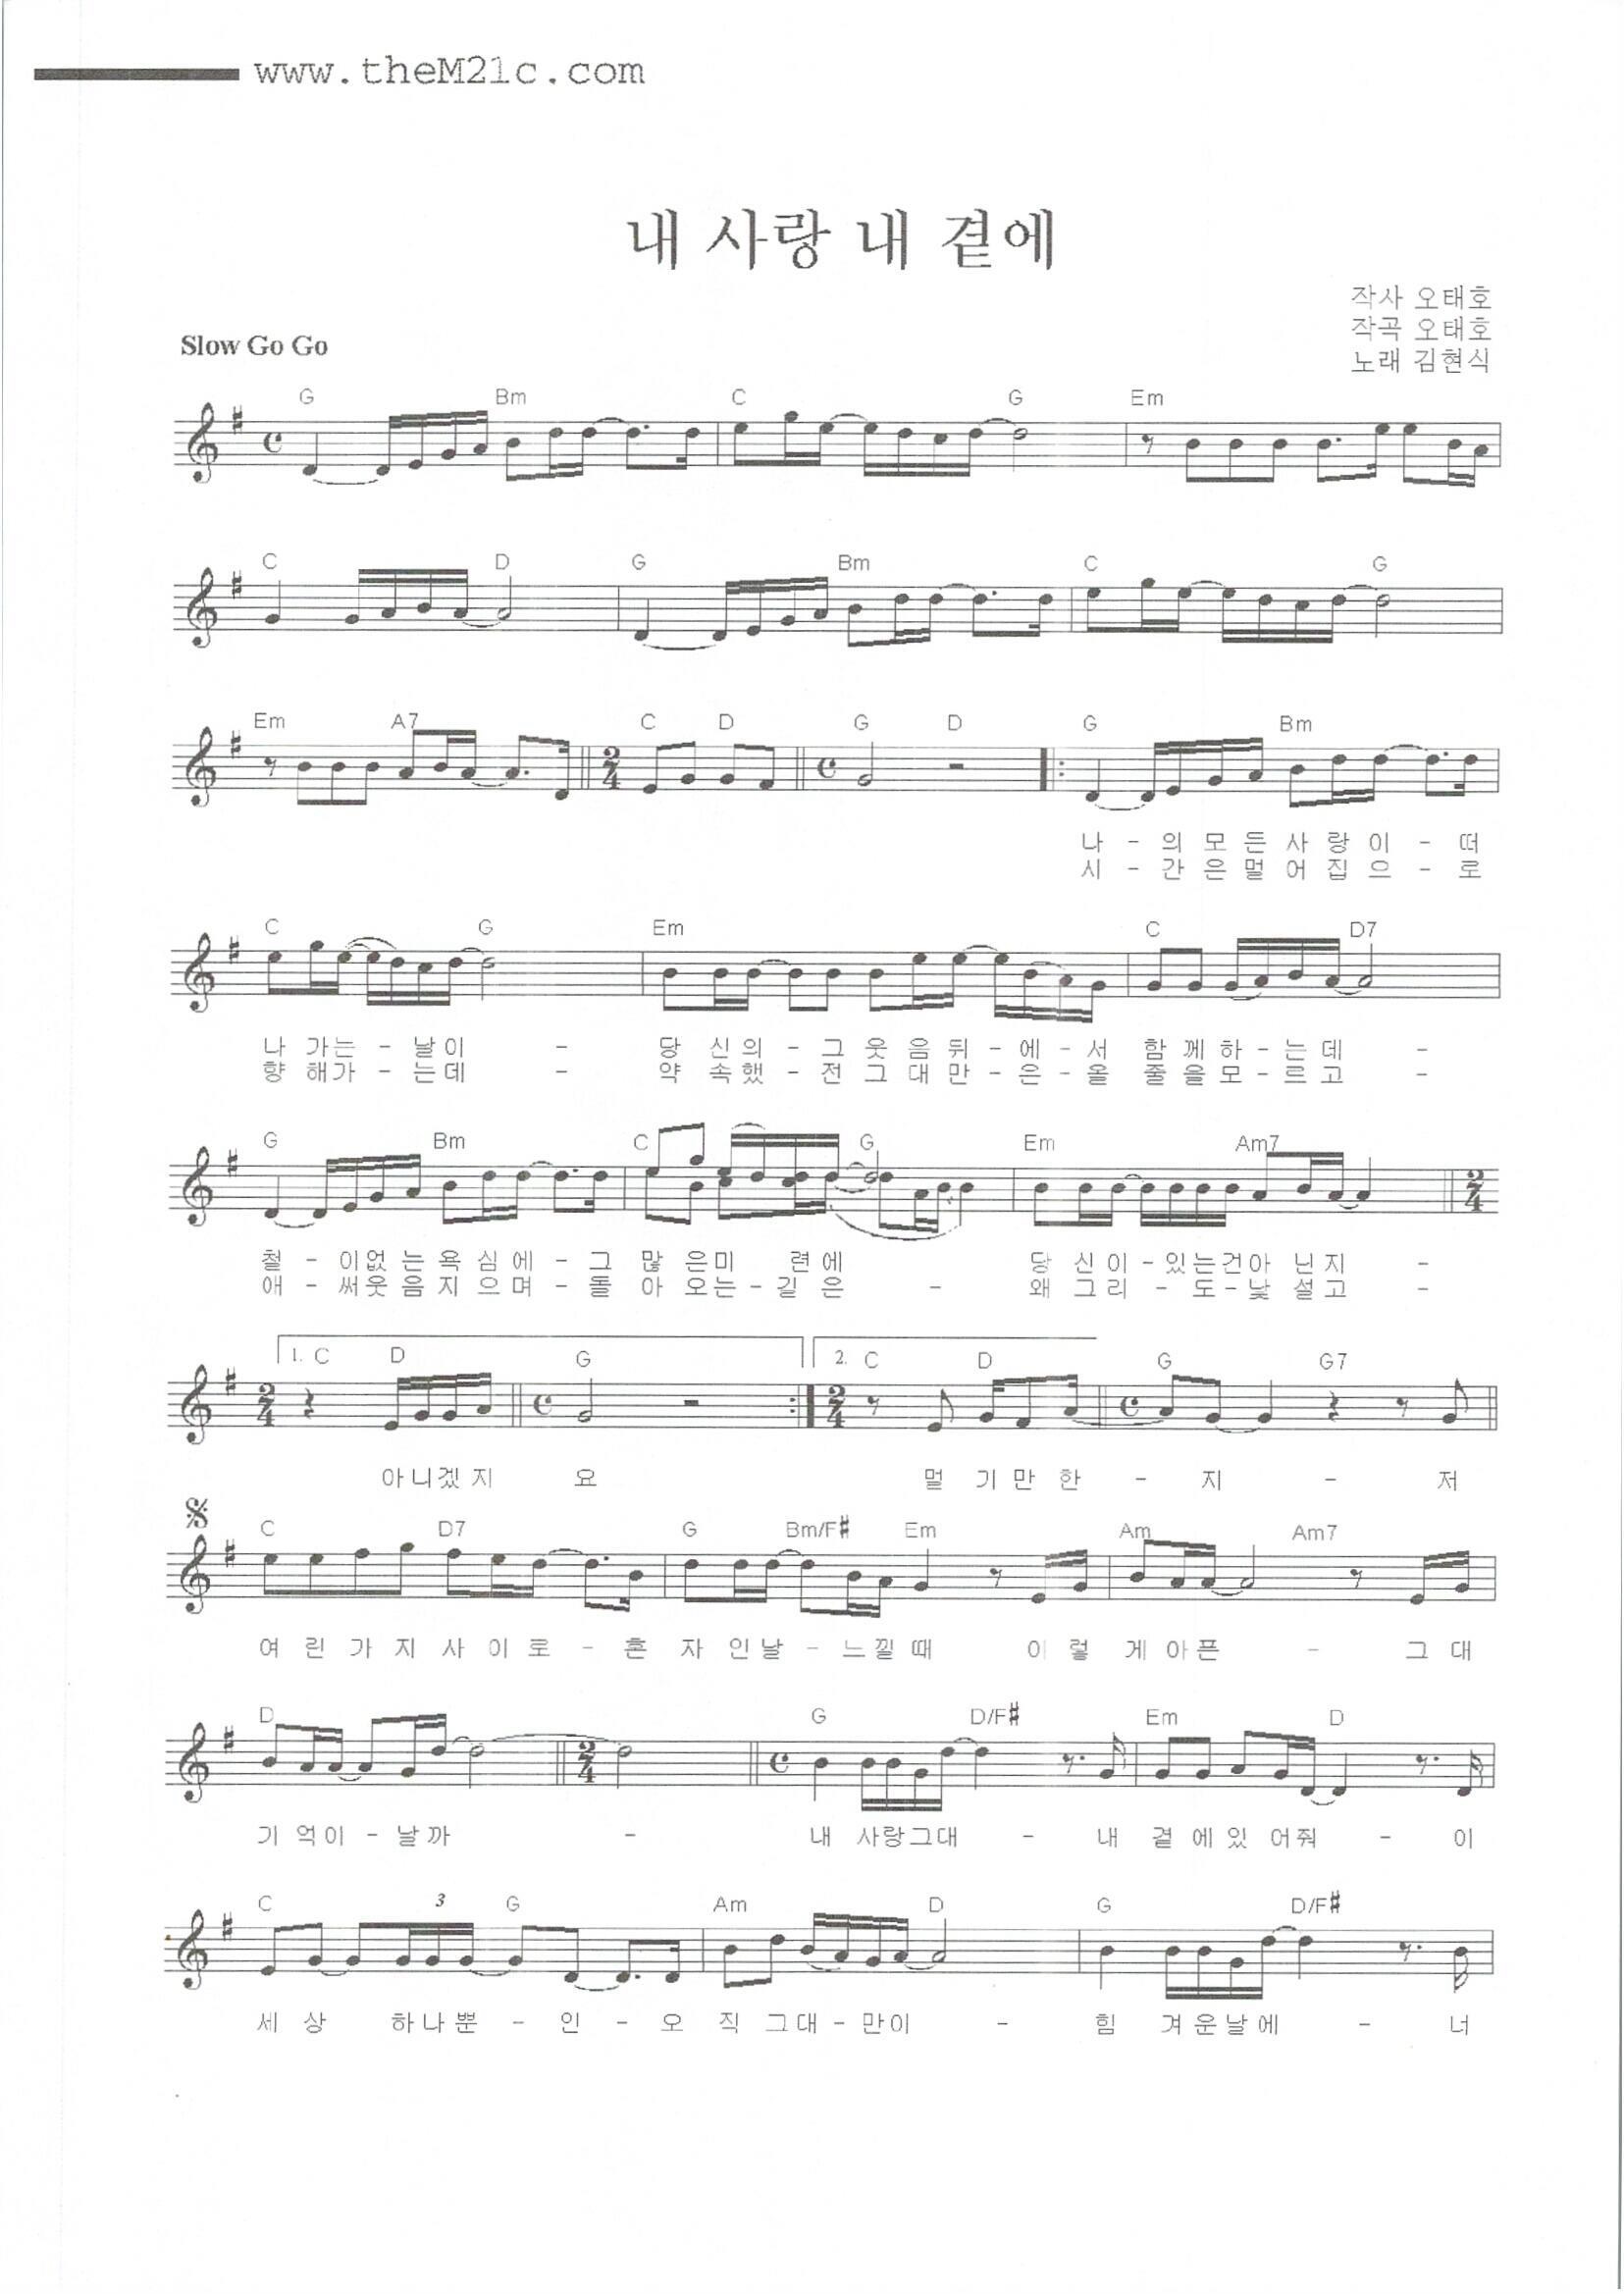 www.theM21c.com
내 사랑 내 곁에
작사 오태호
작곡 오태호
노래 김현식
Slow Go Go
G Bm C G Em
C D G Bm C G
Em A7 C D G D G Bm
나 - 의 모 든 사 랑 이 - 떠
시 - 간 은 멀 어 집 으 - 로
C G Em C D7
나 가는 - 날이 - 당 신의 - 그 웃 음 뒤 - 에 - 서 함 께 하 - 는 데 -
향 해가 - 는데 - 약 속했 - 전 그 대 만 - 은 - 올 줄을모 - 르 고 -
G Bm C G Em Am7
철 - 이없 는 욕 심 에 - 그 많 은미 련에 당 신이 - 있는건아 닌지 -
애 - 써웃 음 지 으 며 - 돌 아 오는 - 길 은 - 왜 그리 - 도 - 낯 설고 -
1. C D G 2. C D G G7
아니겠지 요 멀 기 만 한 - 지 - 저
C D7 G Bm/F# Em Am Am7
여 린 가 지 사 이 로 - 혼 자 인날 - 느낄때 이 렇 게아픈 - 그 대
D G D/F# Em D
기 억이 - 날까 - 내 사랑그대 - 내 곁 에있 어줘 - 이
C 3 G Am D G D/F#
세 상 하나뿐 - 인 - 오 직 그대 - 만이 - 힘 겨운날에 - 너